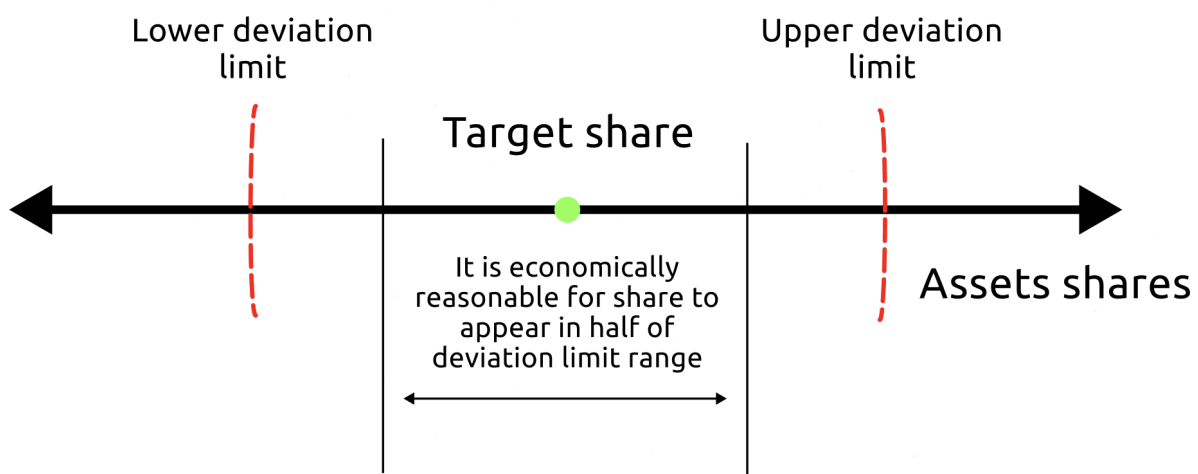 Lower deviation
limit
Upper deviation
limit
Target share
It is economically
reasonable for share to
appear in half of
deviation limit range
Assets shares